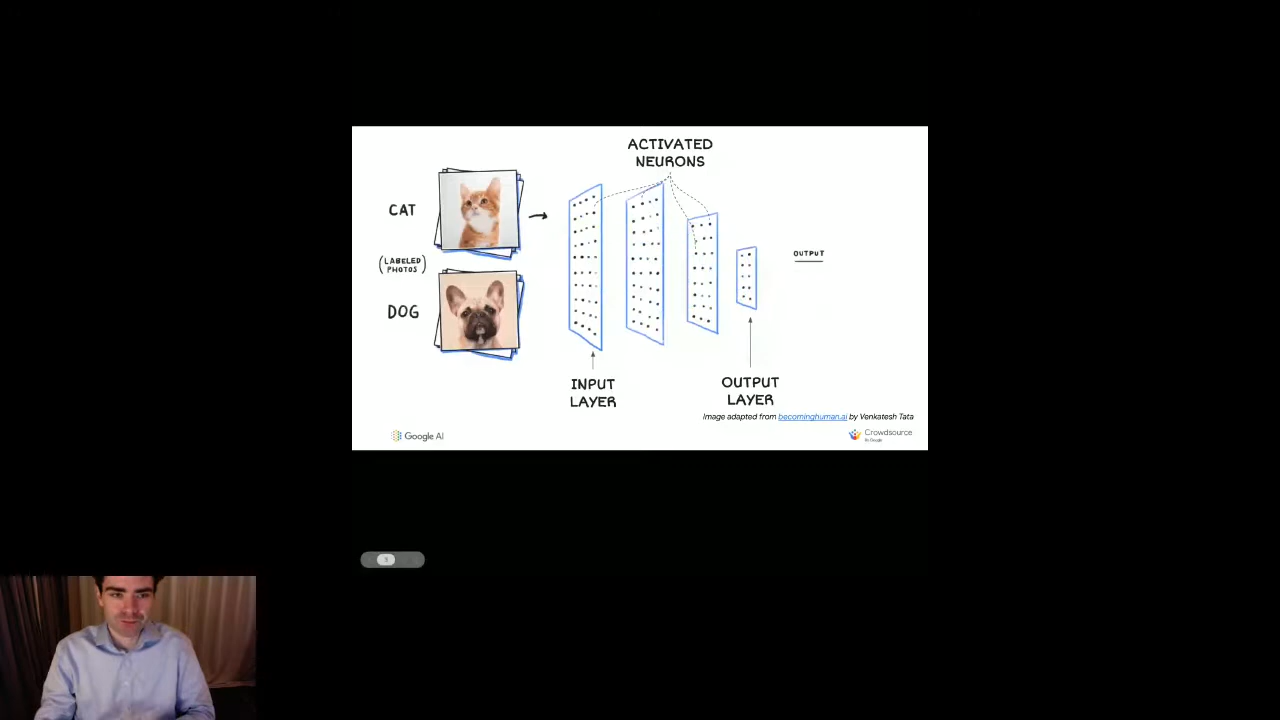 ACTIVATED
NEURONS
CAT
(LABELED
PHOTOS)
DOG
OUTPUT
INPUT
LAYER
OUTPUT
LAYER
Image adapted from becominghuman.ai by Venkatesh Tata
Google AI
Crowdsource